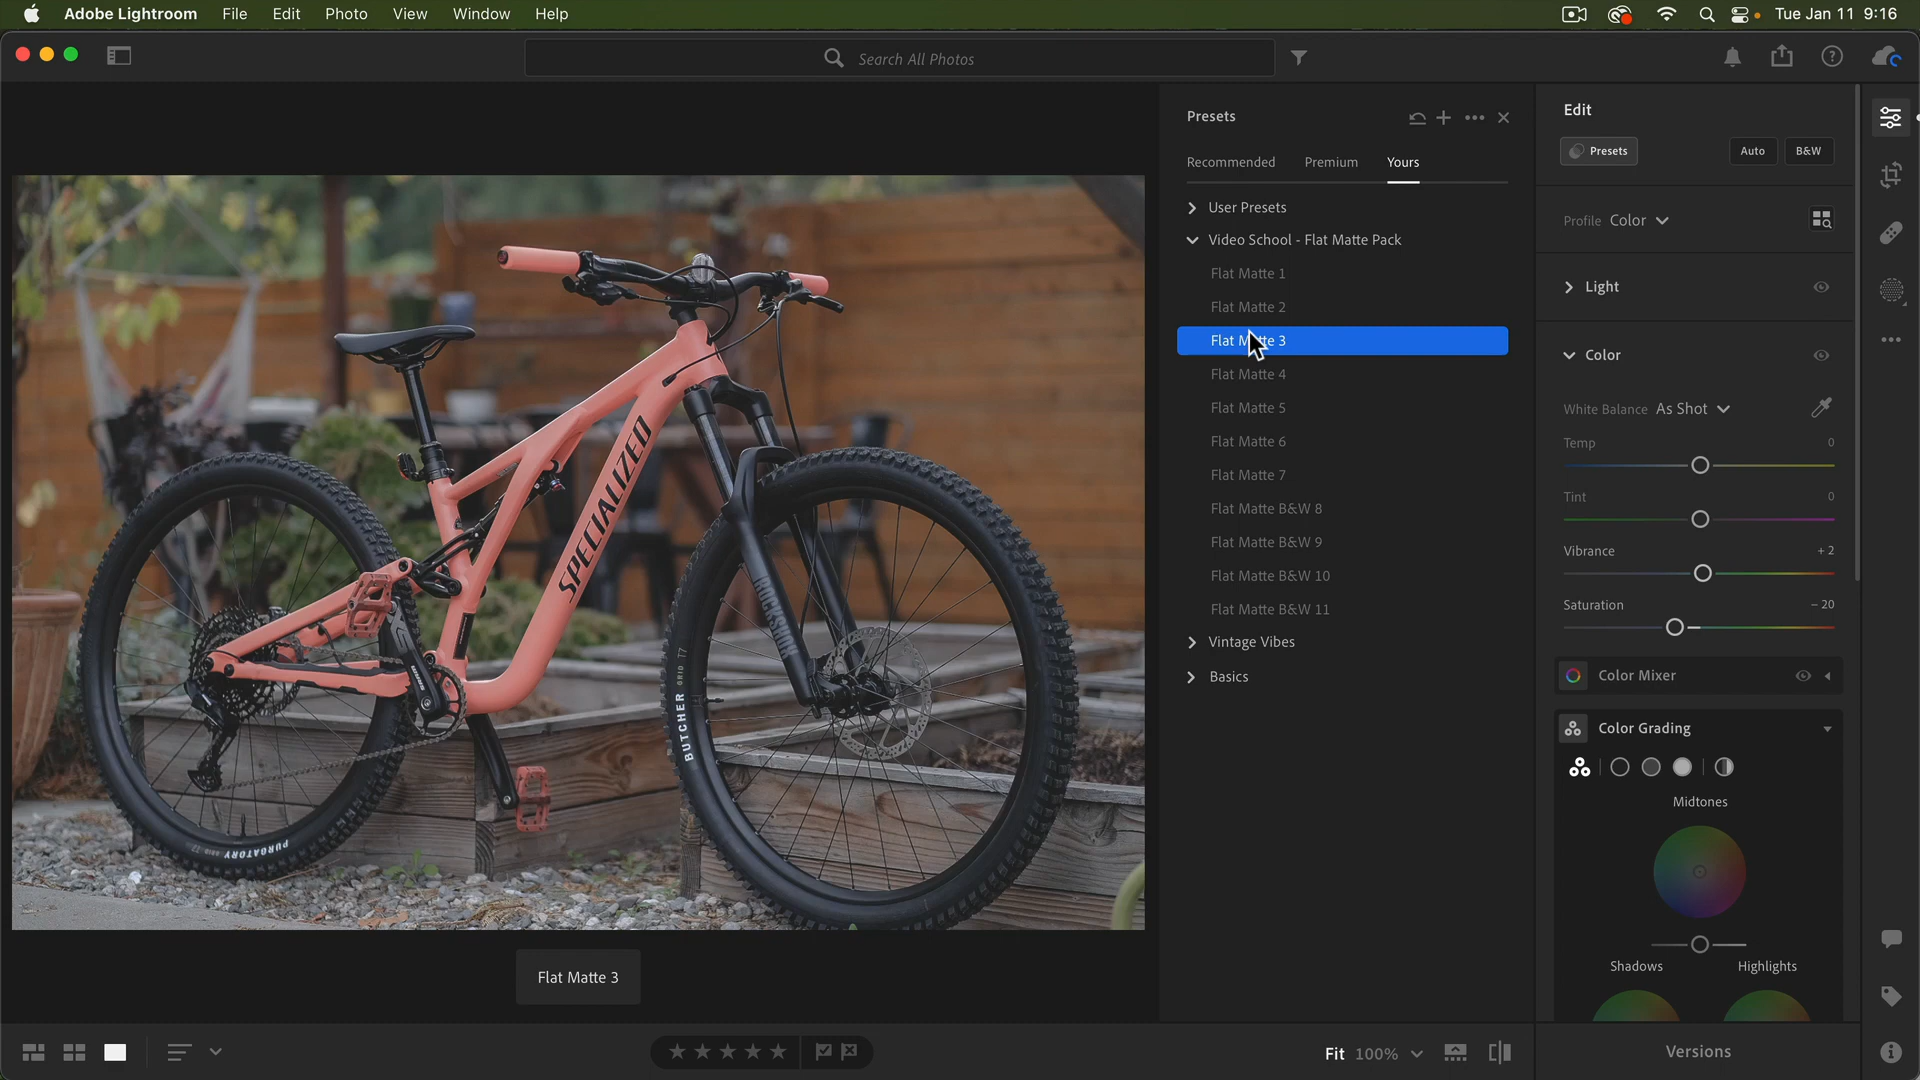 Adobe Lightroom File Edit Photo View Window Help
Tue Jan 11 9:16
Search All Photos
Presets
Recommended Premium Yours
User Presets
Video School - Flat Matte Pack
Flat Matte 1
Flat Matte 2
Flat Matte 3
Flat Matte 4
Flat Matte 5
Flat Matte 6
Flat Matte 7
Flat Matte B&W 8
Flat Matte B&W 9
Flat Matte B&W 10
Flat Matte B&W 11
Vintage Vibes
Basics
Edit
Presets Auto B&W
Profile Color
Light
Color
White Balance As Shot
Temp 0
Tint 0
Vibrance + 2
Saturation – 20
Color Mixer
Color Grading
Midtones
Shadows Highlights
Versions
SPECIALIZED
ROCKSHOX
BUTCHER GRID T7
PURGATORY GRID T7
Flat Matte 3
Fit 100%